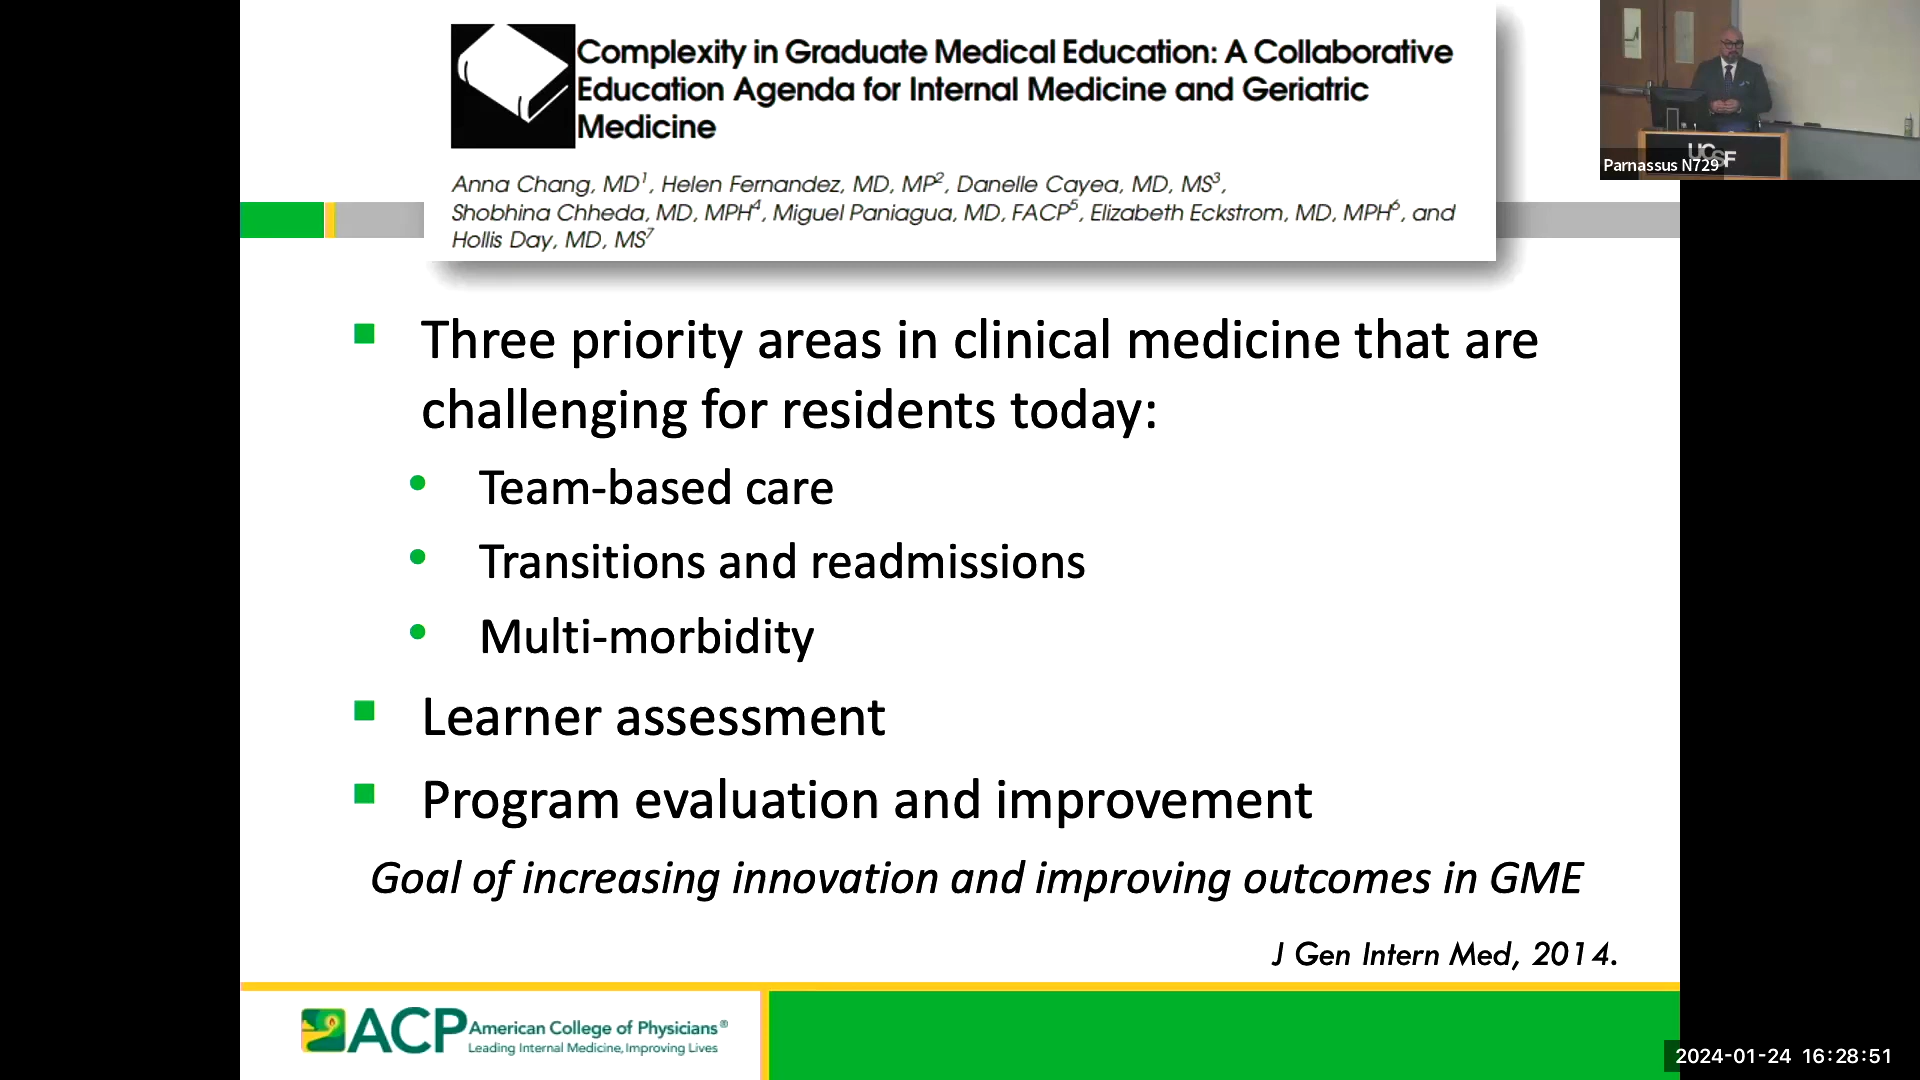 Complexity in Graduate Medical Education: A Collaborative
Education Agenda for Internal Medicine and Geriatric
Medicine
Anna Chang, MD1, Helen Fernandez, MD, MP2, Danelle Cayea, MD, MS3,
Shobhina Chheda, MD, MPH4, Miguel Paniagua, MD, FACP5, Elizabeth Eckstrom, MD, MPH6, and
Hollis Day, MD, MS7
UCSF
Parnassus N729
Three priority areas in clinical medicine that are
challenging for residents today:
Team-based care
Transitions and readmissions
Multi-morbidity
Learner assessment
Program evaluation and improvement
Goal of increasing innovation and improving outcomes in GME
J Gen Intern Med, 2014.
ACP American College of Physicians®
Leading Internal Medicine, Improving Lives
2024-01-24 16:28:51